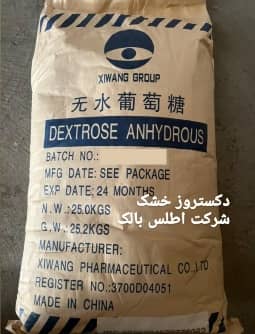 XIWANG GROUP
无水葡萄糖
DEXTROSE ANHYDROUS
BATCH NO.:
MFG DATE: SEE PACKAGE
EXP DATE: 24 MONTHS
N.W.:25.0KGS
G.W.:25.2KGS
MANUFACTURER:
XIWANG PHARMACEUTICAL CO.,LTD
REGISTER NO.:3700D04051
MADE IN CHINA
دکستروز خشک
شرکت اطلس بالک